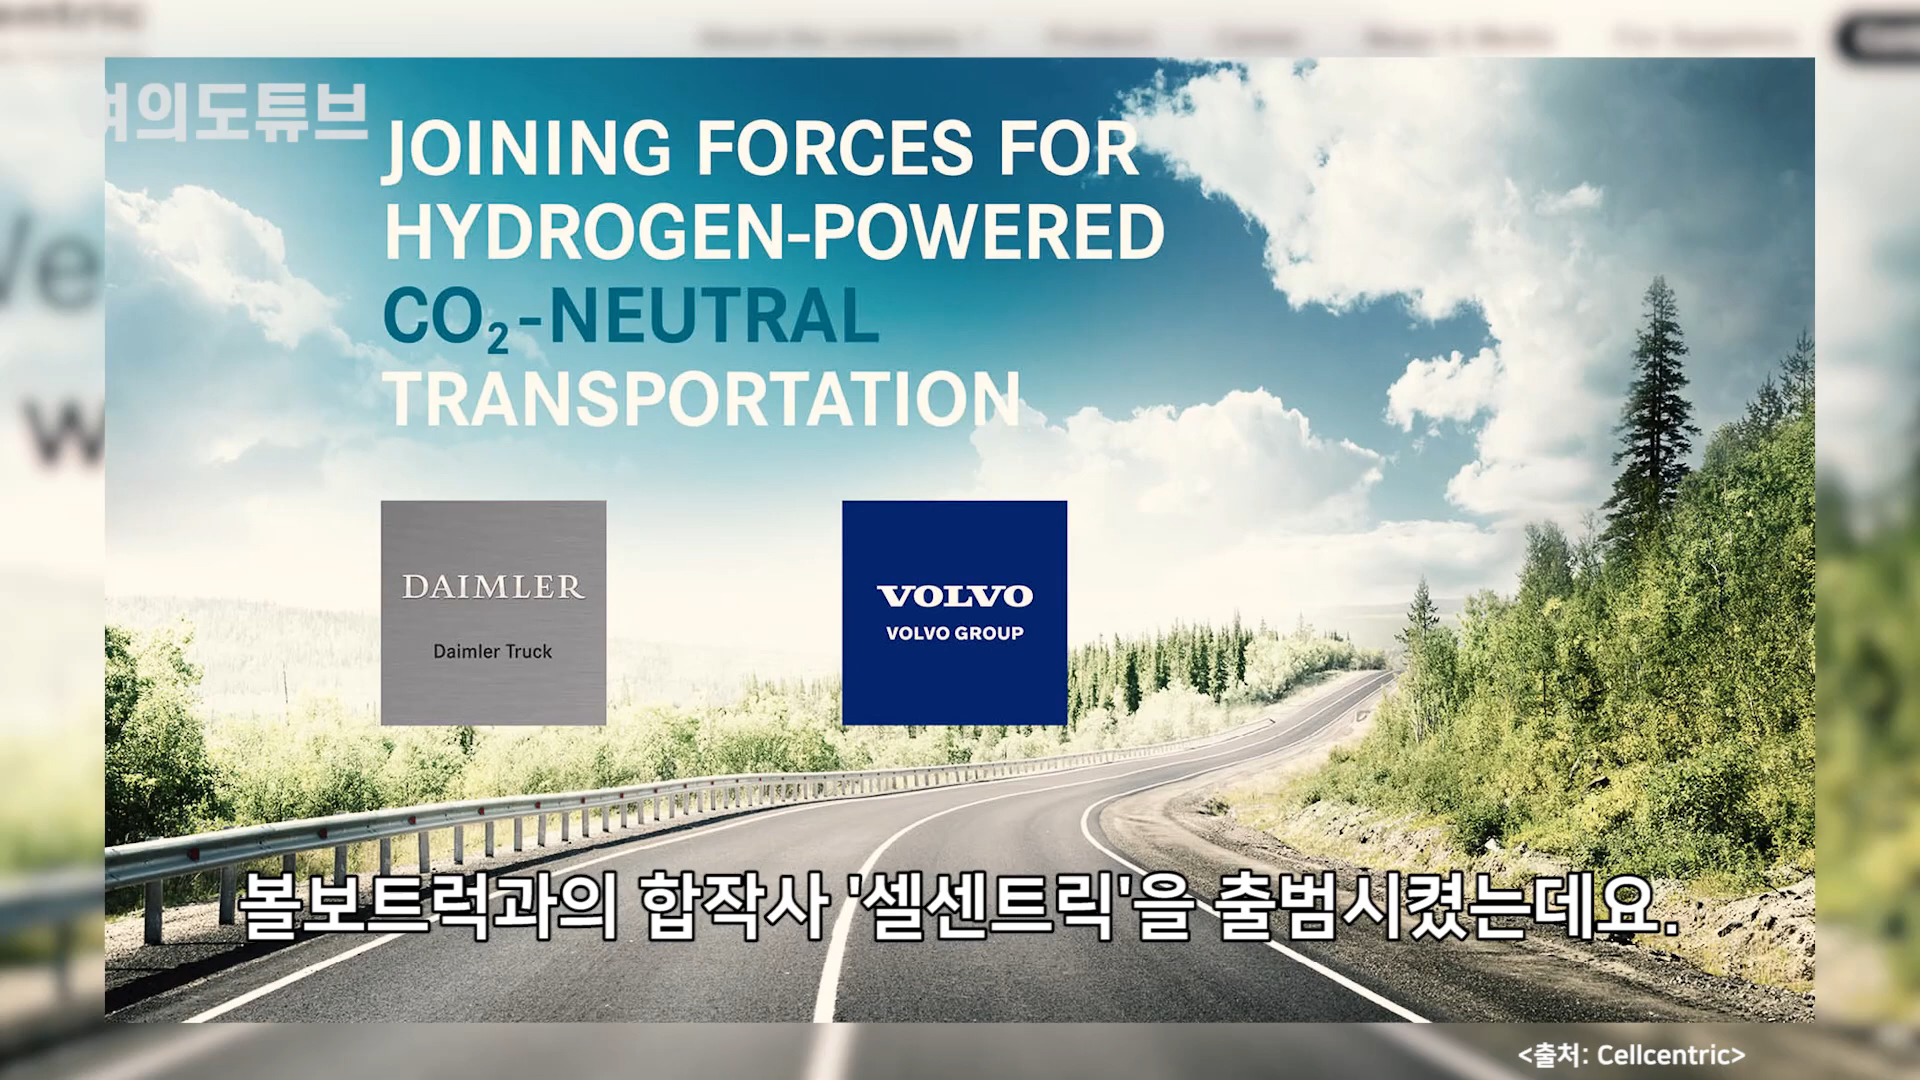 여의도튜브
JOINING FORCES FOR
HYDROGEN-POWERED
CO₂-NEUTRAL
TRANSPORTATION
DAIMLER
Daimler Truck
VOLVO
VOLVO GROUP
볼보트럭과의 합작사 '셀센트릭'을 출범시켰는데요.
<출처: Cellcentric>